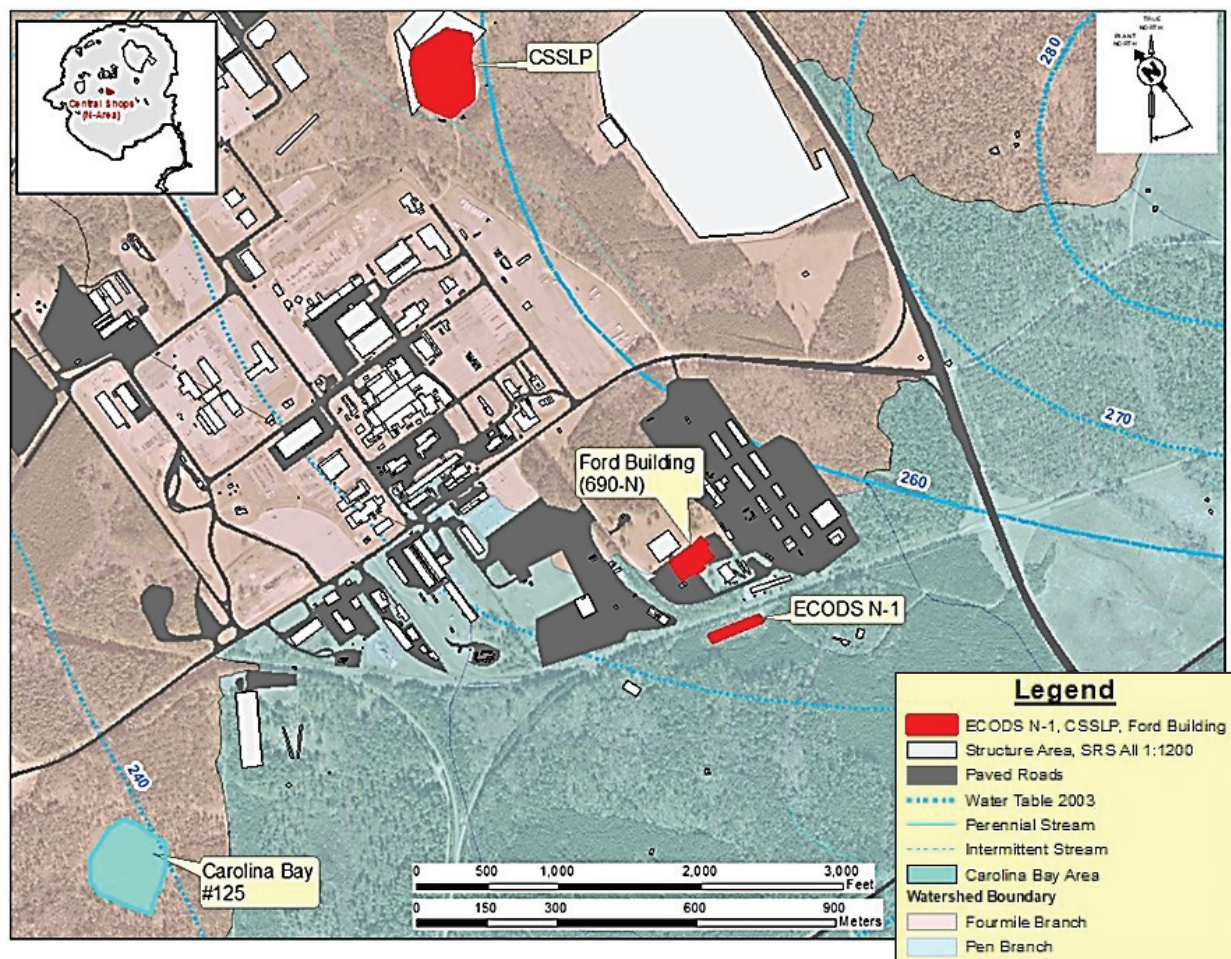 Central Shops
(N-Area)
CSSLP
TRUE
NORTH
PLANT
NORTH
N
280
270
260
Ford Building
(690-N)
ECODS N-1
240
Carolina Bay
#125
0 500 1,000 2,000 3,000
Feet
0 150 300 600 900
Meters
Legend
ECODS N-1, CSSLP, Ford Building
Structure Area, SRS All 1:1200
Paved Roads
Water Table 2003
Perennial Stream
Intermittent Stream
Carolina Bay Area
Watershed Boundary
Fourmile Branch
Pen Branch